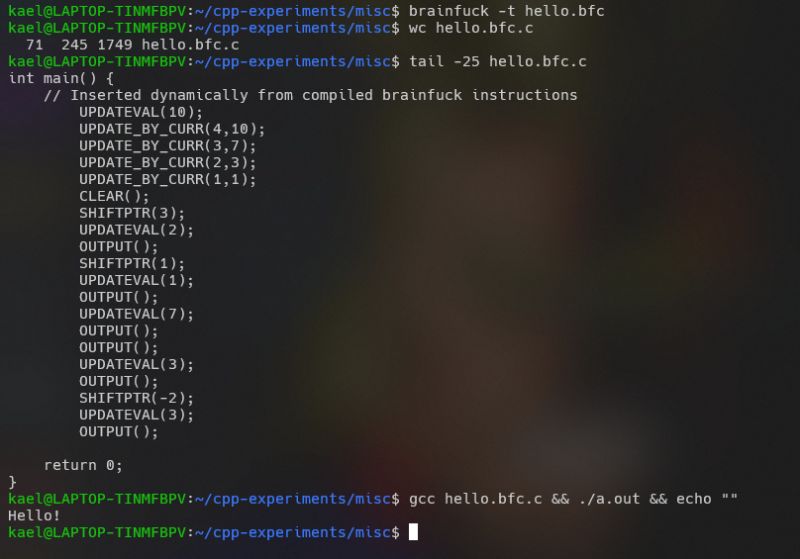 kael@LAPTOP-TINMFBPV:~/cpp-experiments/misc$ brainfuck -t hello.bfc
kael@LAPTOP-TINMFBPV:~/cpp-experiments/misc$ wc hello.bfc.c
  71  245 1749 hello.bfc.c
kael@LAPTOP-TINMFBPV:~/cpp-experiments/misc$ tail -25 hello.bfc.c
int main() {
    // Inserted dynamically from compiled brainfuck instructions
        UPDATEVAL(10);
        UPDATE_BY_CURR(4,10);
        UPDATE_BY_CURR(3,7);
        UPDATE_BY_CURR(2,3);
        UPDATE_BY_CURR(1,1);
        CLEAR();
        SHIFTPTR(3);
        UPDATEVAL(2);
        OUTPUT();
        SHIFTPTR(1);
        UPDATEVAL(1);
        OUTPUT();
        UPDATEVAL(7);
        OUTPUT();
        OUTPUT();
        UPDATEVAL(3);
        OUTPUT();
        SHIFTPTR(-2);
        UPDATEVAL(3);
        OUTPUT();

    return 0;
}
kael@LAPTOP-TINMFBPV:~/cpp-experiments/misc$ gcc hello.bfc.c && ./a.out && echo ""
Hello!
kael@LAPTOP-TINMFBPV:~/cpp-experiments/misc$